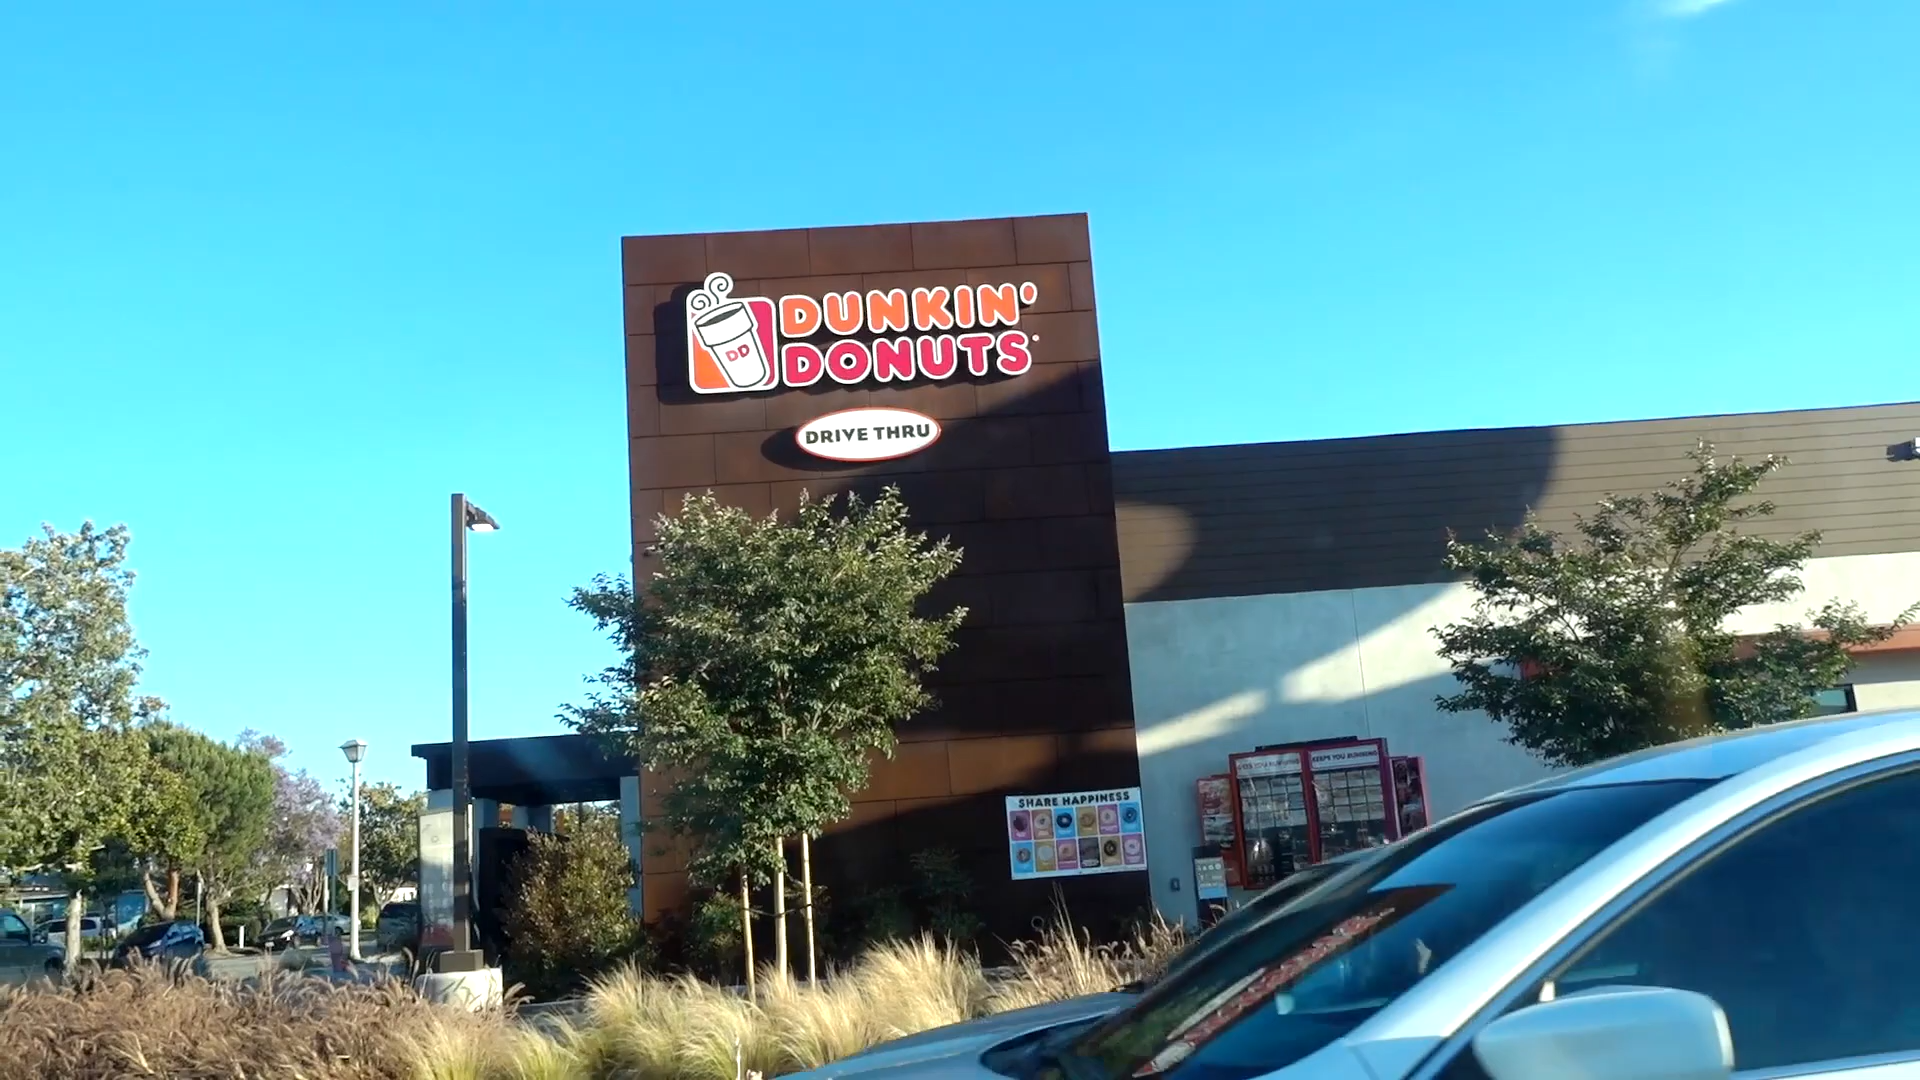 DUNKIN'
DONUTS
DD
DRIVE THRU
SHARE HAPPINESS
KEEPS YOU RUNNING